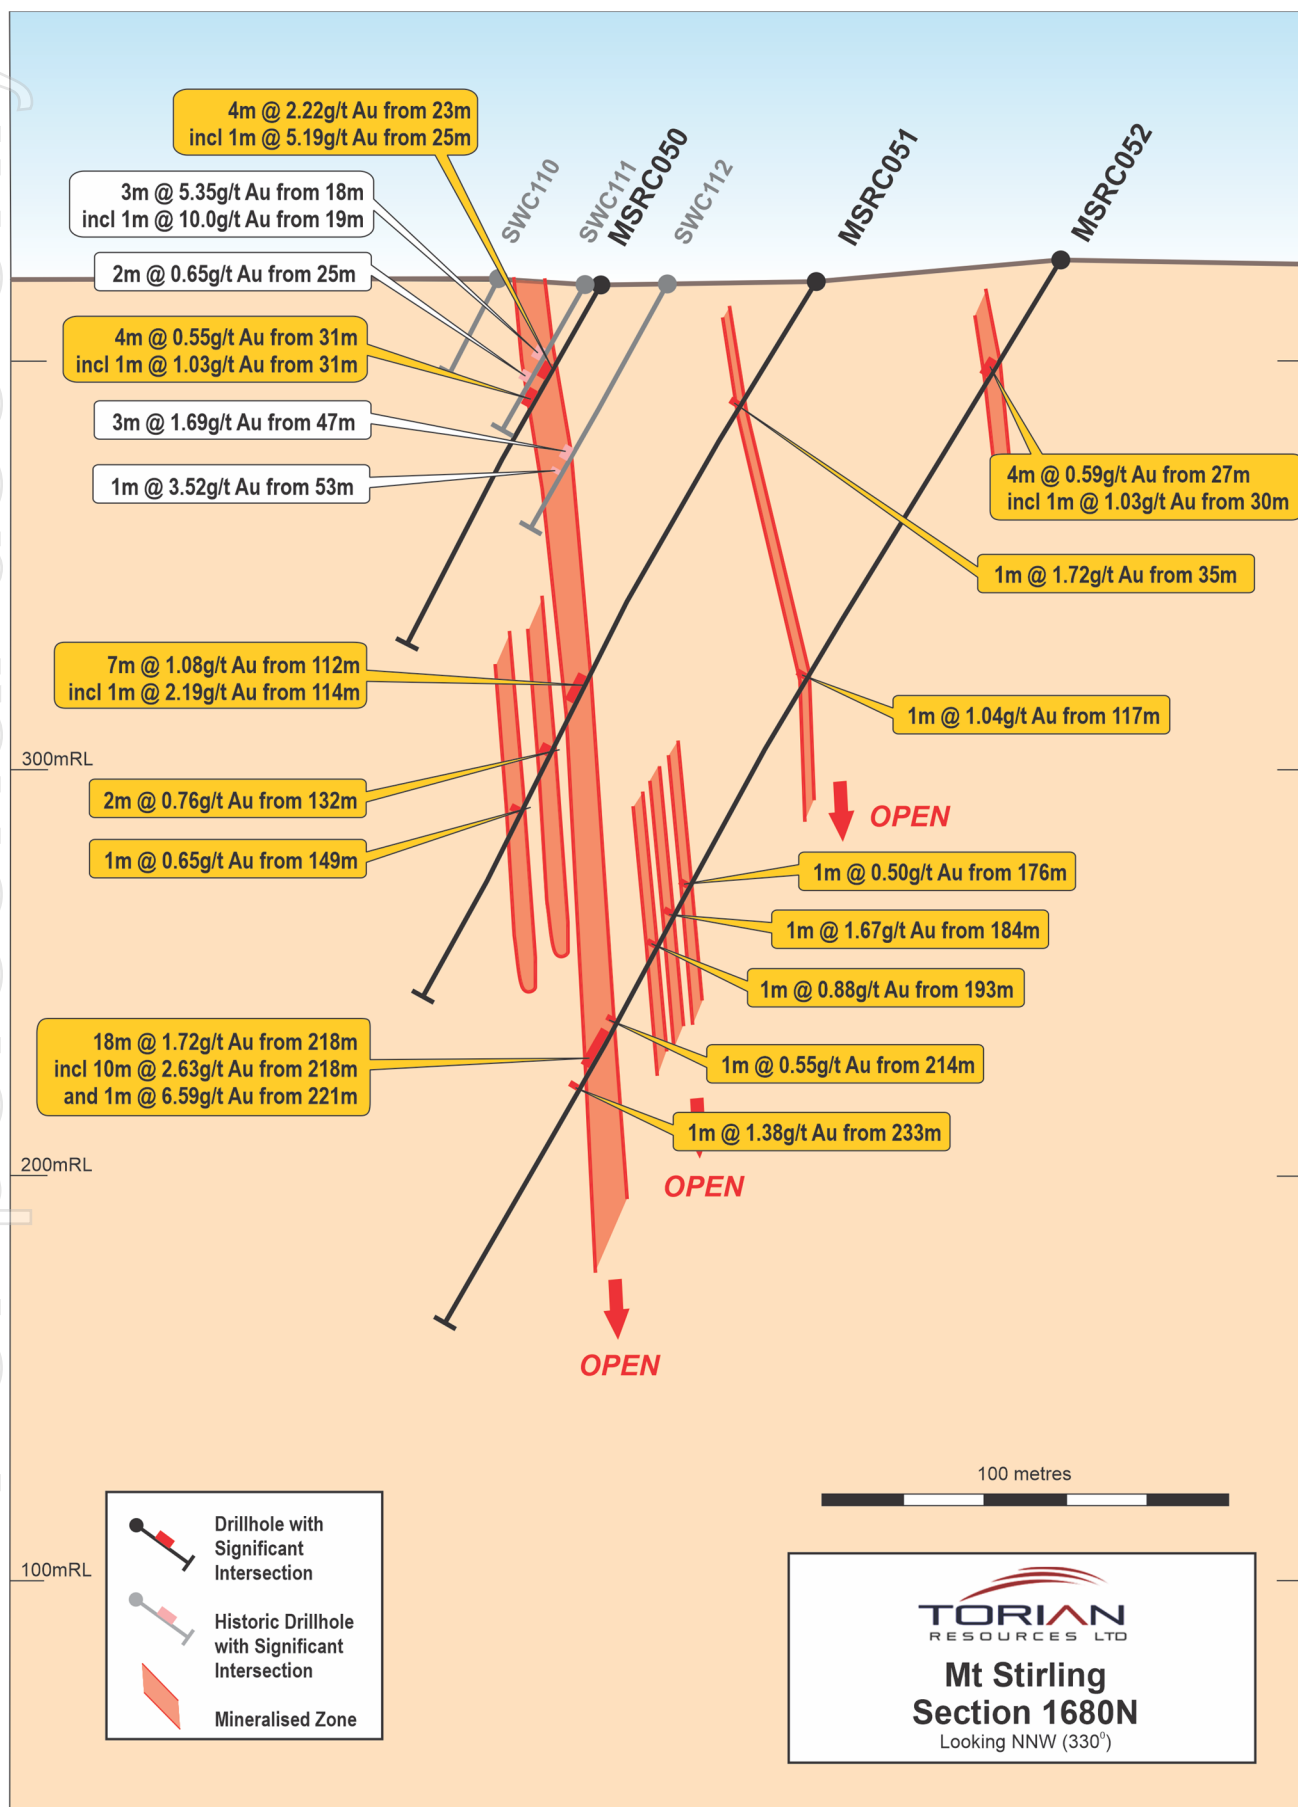 4m @ 2.22g/t Au from 23m
incl 1m @ 5.19g/t Au from 25m
3m @ 5.35g/t Au from 18m
incl 1m @ 10.0g/t Au from 19m
2m @ 0.65g/t Au from 25m
4m @ 0.55g/t Au from 31m
incl 1m @ 1.03g/t Au from 31m
3m @ 1.69g/t Au from 47m
1m @ 3.52g/t Au from 53m
SWC110
SWC111
MSRC050
SWC112
MSRC051
MSRC052
4m @ 0.59g/t Au from 27m
incl 1m @ 1.03g/t Au from 30m
1m @ 1.72g/t Au from 35m
7m @ 1.08g/t Au from 112m
incl 1m @ 2.19g/t Au from 114m
1m @ 1.04g/t Au from 117m
300mRL
2m @ 0.76g/t Au from 132m
OPEN
1m @ 0.65g/t Au from 149m
1m @ 0.50g/t Au from 176m
1m @ 1.67g/t Au from 184m
1m @ 0.88g/t Au from 193m
18m @ 1.72g/t Au from 218m
incl 10m @ 2.63g/t Au from 218m
and 1m @ 6.59g/t Au from 221m
1m @ 0.55g/t Au from 214m
1m @ 1.38g/t Au from 233m
200mRL
OPEN
OPEN
100 metres
100mRL
Drillhole with
Significant
Intersection
Historic Drillhole
with Significant
Intersection
Mineralised Zone
TORIAN
RESOURCES LTD
Mt Stirling
Section 1680N
Looking NNW (330⁰)